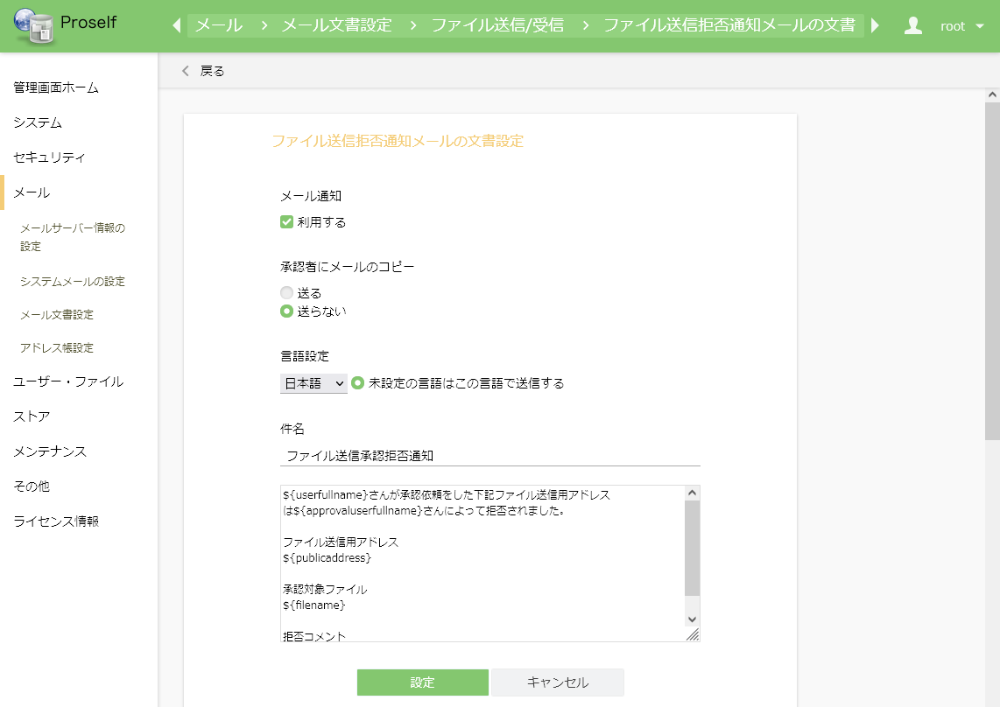 Proself
メール > メール文書設定 > ファイル送信/受信 > ファイル送信拒否通知メールの文書
root
戻る
管理画面ホーム
システム
セキュリティ
メール
メールサーバー情報の
設定
システムメールの設定
メール文書設定
アドレス帳設定
ユーザー・ファイル
ストア
メンテナンス
その他
ライセンス情報
ファイル送信拒否通知メールの文書設定
メール通知
利用する
承認者にメールのコピー
送る
送らない
言語設定
日本語 未設定の言語はこの言語で送信する
件名
ファイル送信承認拒否通知
${userfullname}さんが承認依頼をした下記ファイル送信用アドレス
は${approvaluserfullname}さんによって拒否されました。
ファイル送信用アドレス
${publicaddress}
承認対象ファイル
${filename}
拒否コメント
設定 キャンセル